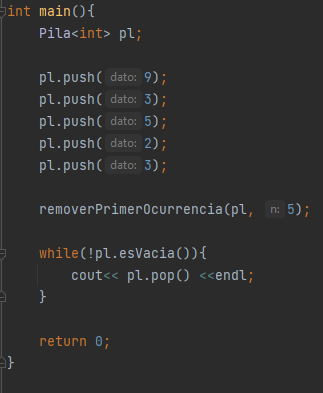 int main(){
Pila<int> pl;
pl.push( dato: 9);
pl.push( dato: 3);
pl.push( dato: 5);
pl.push( dato: 2);
pl.push( dato: 3);
removerPrimerOcurrencia(pl, n: 5);
while(!pl.esVacia()){
cout<< pl.pop() <<endl;
}
return 0;
}